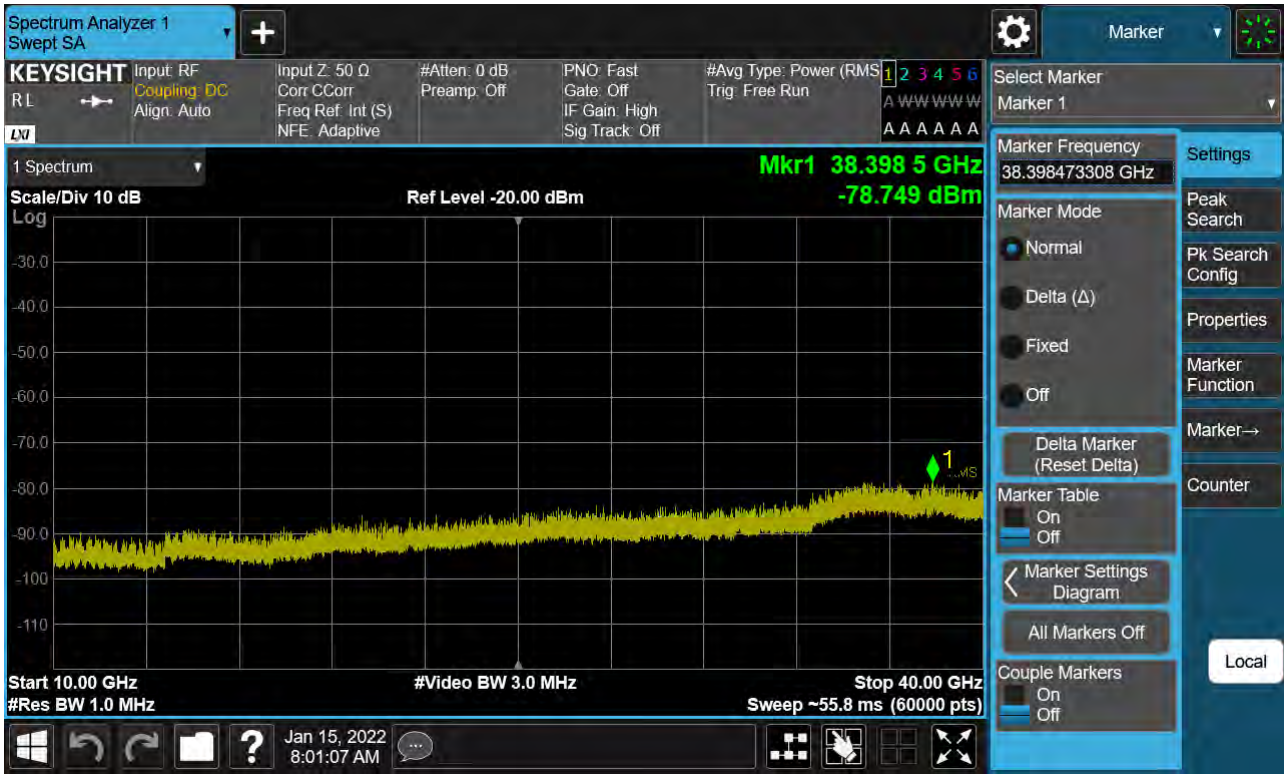 Spectrum Analyzer 1
Swept SA
+
Marker
KEYSIGHT
RL
LXI
Input: RF
Coupling: DC
Align: Auto
Input Z: 50 Ω
Corr CCorr
Freq Ref: Int (S)
NFE: Adaptive
#Atten: 0 dB
Preamp: Off
PNO: Fast
Gate: Off
IF Gain: High
Sig Track: Off
#Avg Type: Power (RMS
Trig: Free Run
1 2 3 4 5 6
A W W W W W
A A A A A A
Select Marker
Marker 1
1 Spectrum
Mkr1 38.398 5 GHz
Scale/Div 10 dB
Ref Level -20.00 dBm
-78.749 dBm
Log
-30.0
-40.0
-50.0
-60.0
-70.0
-80.0
-90.0
-100
-110
1
Start 10.00 GHz
#Video BW 3.0 MHz
Stop 40.00 GHz
#Res BW 1.0 MHz
Sweep ~55.8 ms (60000 pts)
Marker Frequency
38.398473308 GHz
Marker Mode
Normal
Delta (Δ)
Fixed
Off
Delta Marker
(Reset Delta)
Marker Table
On
Off
Marker Settings
Diagram
All Markers Off
Couple Markers
On
Off
Settings
Peak
Search
Pk Search
Config
Properties
Marker
Function
Marker→
Counter
Local
?
Jan 15, 2022
8:01:07 AM